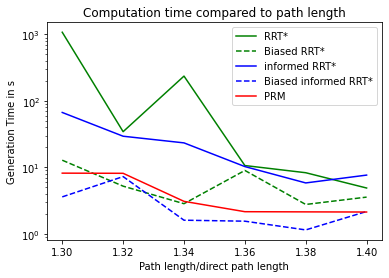 Computation time compared to path length
RRT*
Biased RRT*
informed RRT*
Biased informed RRT*
PRM
Generation Time in s
10³
10²
10¹
10⁰
1.30 1.32 1.34 1.36 1.38 1.40
Path length/direct path length